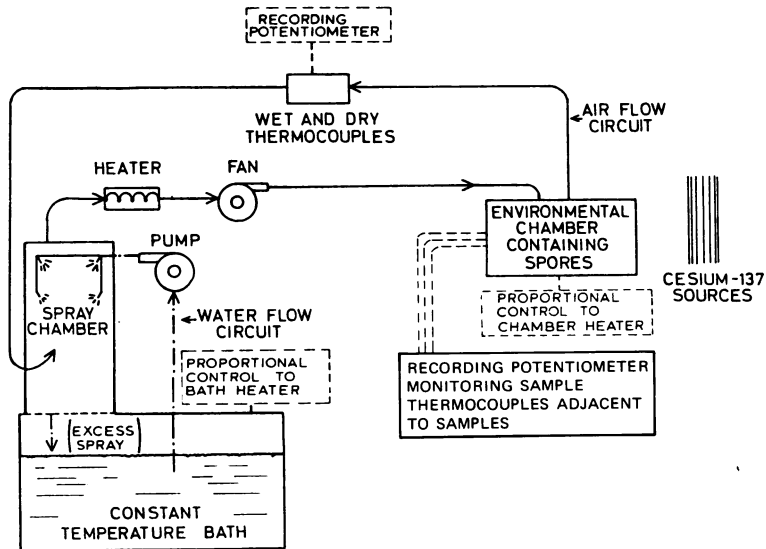 RECORDING
POTENTIOMETER
WET AND DRY
THERMOCOUPLES
AIR FLOW
CIRCUIT
HEATER
FAN
ENVIRONMENTAL
CHAMBER
CONTAINING
SPORES
CESIUM-137
SOURCES
PUMP
SPRAY
CHAMBER
WATER FLOW
CIRCUIT
PROPORTIONAL
CONTROL TO
CHAMBER HEATER
PROPORTIONAL
CONTROL TO
BATH HEATER
RECORDING POTENTIOMETER
MONITORING SAMPLE
THERMOCOUPLES ADJACENT
TO SAMPLES
(EXCESS
SPRAY)
CONSTANT
TEMPERATURE BATH